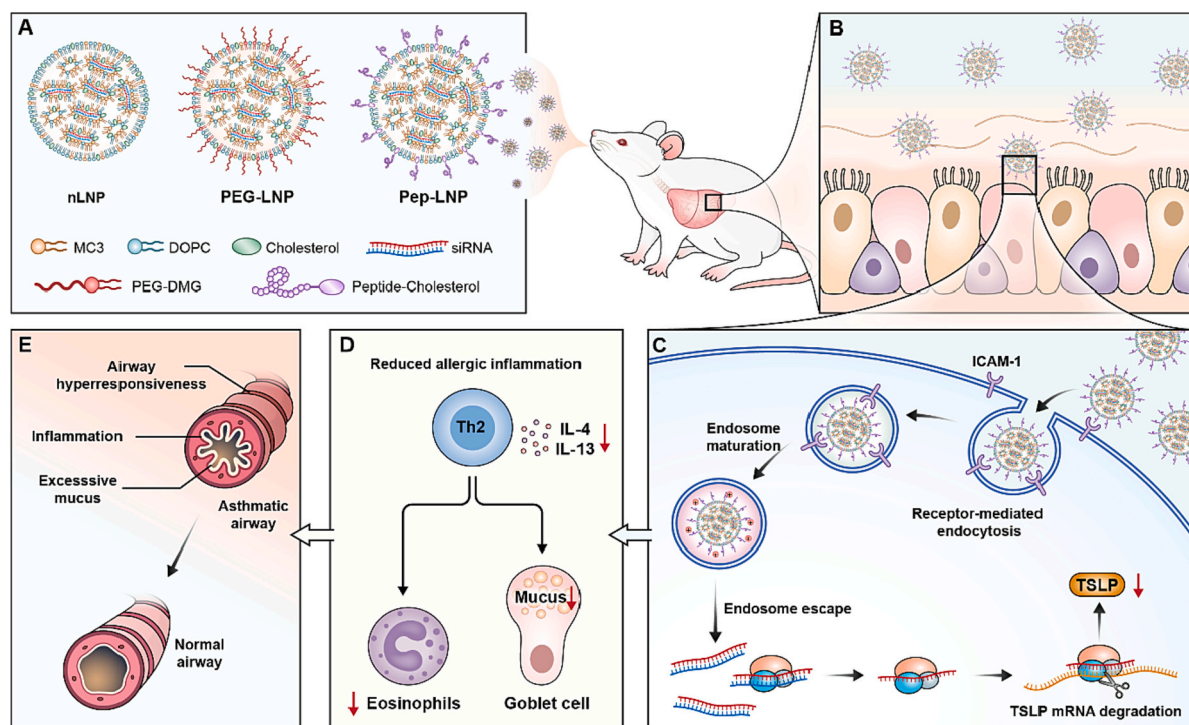 A
nLNP
PEG-LNP
Pep-LNP
MC3
DOPC
Cholesterol
siRNA
PEG-DMG
Peptide-Cholesterol
B
C
ICAM-1
Endosome
maturation
Receptor-mediated
endocytosis
Endosome escape
TSLP
TSLP mRNA degradation
D
Reduced allergic inflammation
Th2
IL-4
IL-13
Mucus
Eosinophils
Goblet cell
E
Airway
hyperresponsiveness
Inflammation
Excesssive
mucus
Asthmatic
airway
Normal
airway